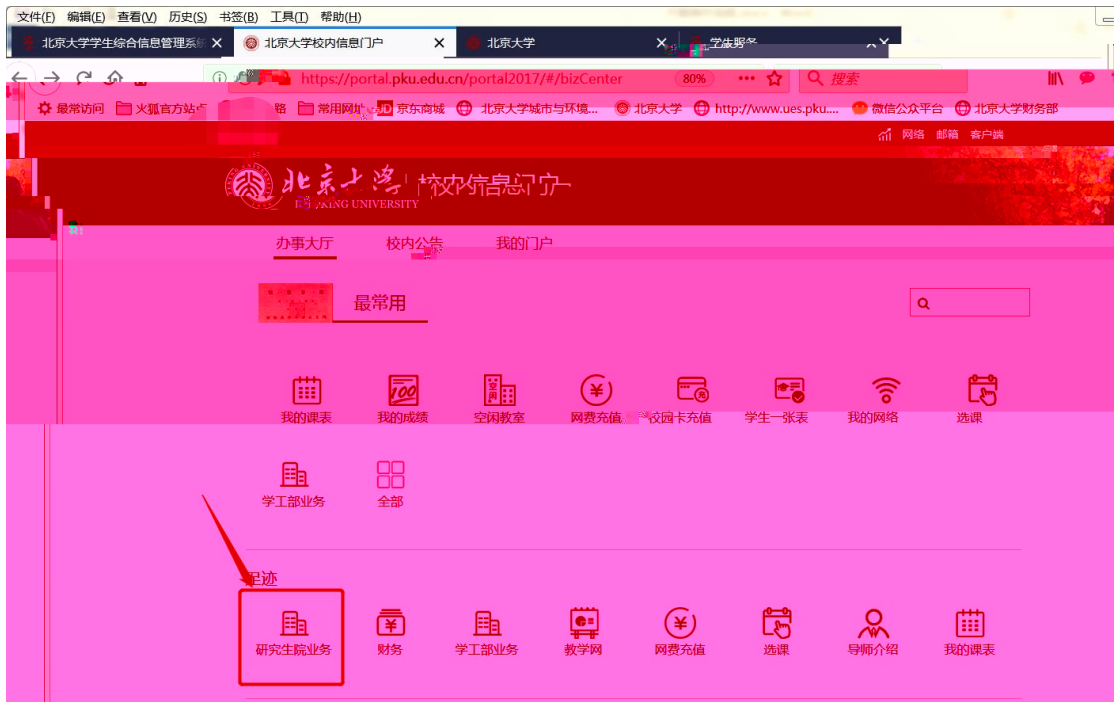 文件(F) 编辑(E) 查看(V) 历史(S) 书签(B) 工具(T) 帮助(H)
北京大学学生综合信息管理系统 北京大学校内信息门户 北京大学
https://portal.pku.edu.cn/portal2017/#/bizCenter 80% 搜索
最常访问 火狐官方站点 常用网址 JD 京东商城 北京大学城市与环境... 北京大学 http://www.ues.pku.... 微信公众平台 北京大学财务部
网络 邮箱 客户端
北京大学 校内信息门户
UNIVERSITY
办事大厅 校内公告 我的门户
最常用
我的课表 我的成绩 空闲教室 网费充值 校园卡充值 学生一张表 我的网络 选课
学工部业务 全部
足迹
研究生院业务 财务 学工部业务 教学网 网费充值 选课 导师介绍 我的课表